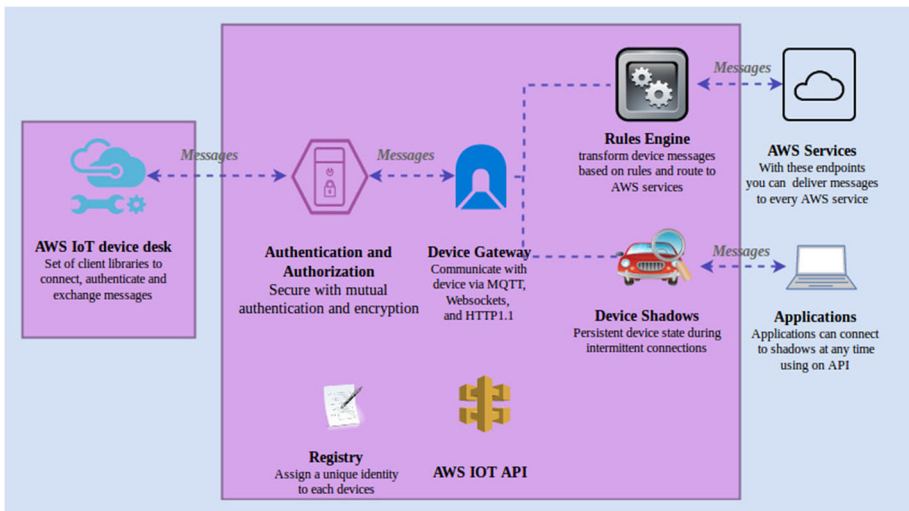 Messages
Messages
Messages
Messages
AWS IoT device desk
Set of client libraries to
connect, authenticate and
exchange messages
Authentication and
Authorization
Secure with mutual
authentication and encryption
Device Gateway
Communicate with
device via MQTT,
Websockets,
and HTTP1.1
Rules Engine
transform device messages
based on rules and route to
AWS services
AWS Services
With these endpoints
you can deliver messages
to every AWS service
Device Shadows
Persistent device state during
intermittent connections
Applications
Applications can connect
to shadows at any time
using on API
Registry
Assign a unique identity
to each devices
AWS IOT API